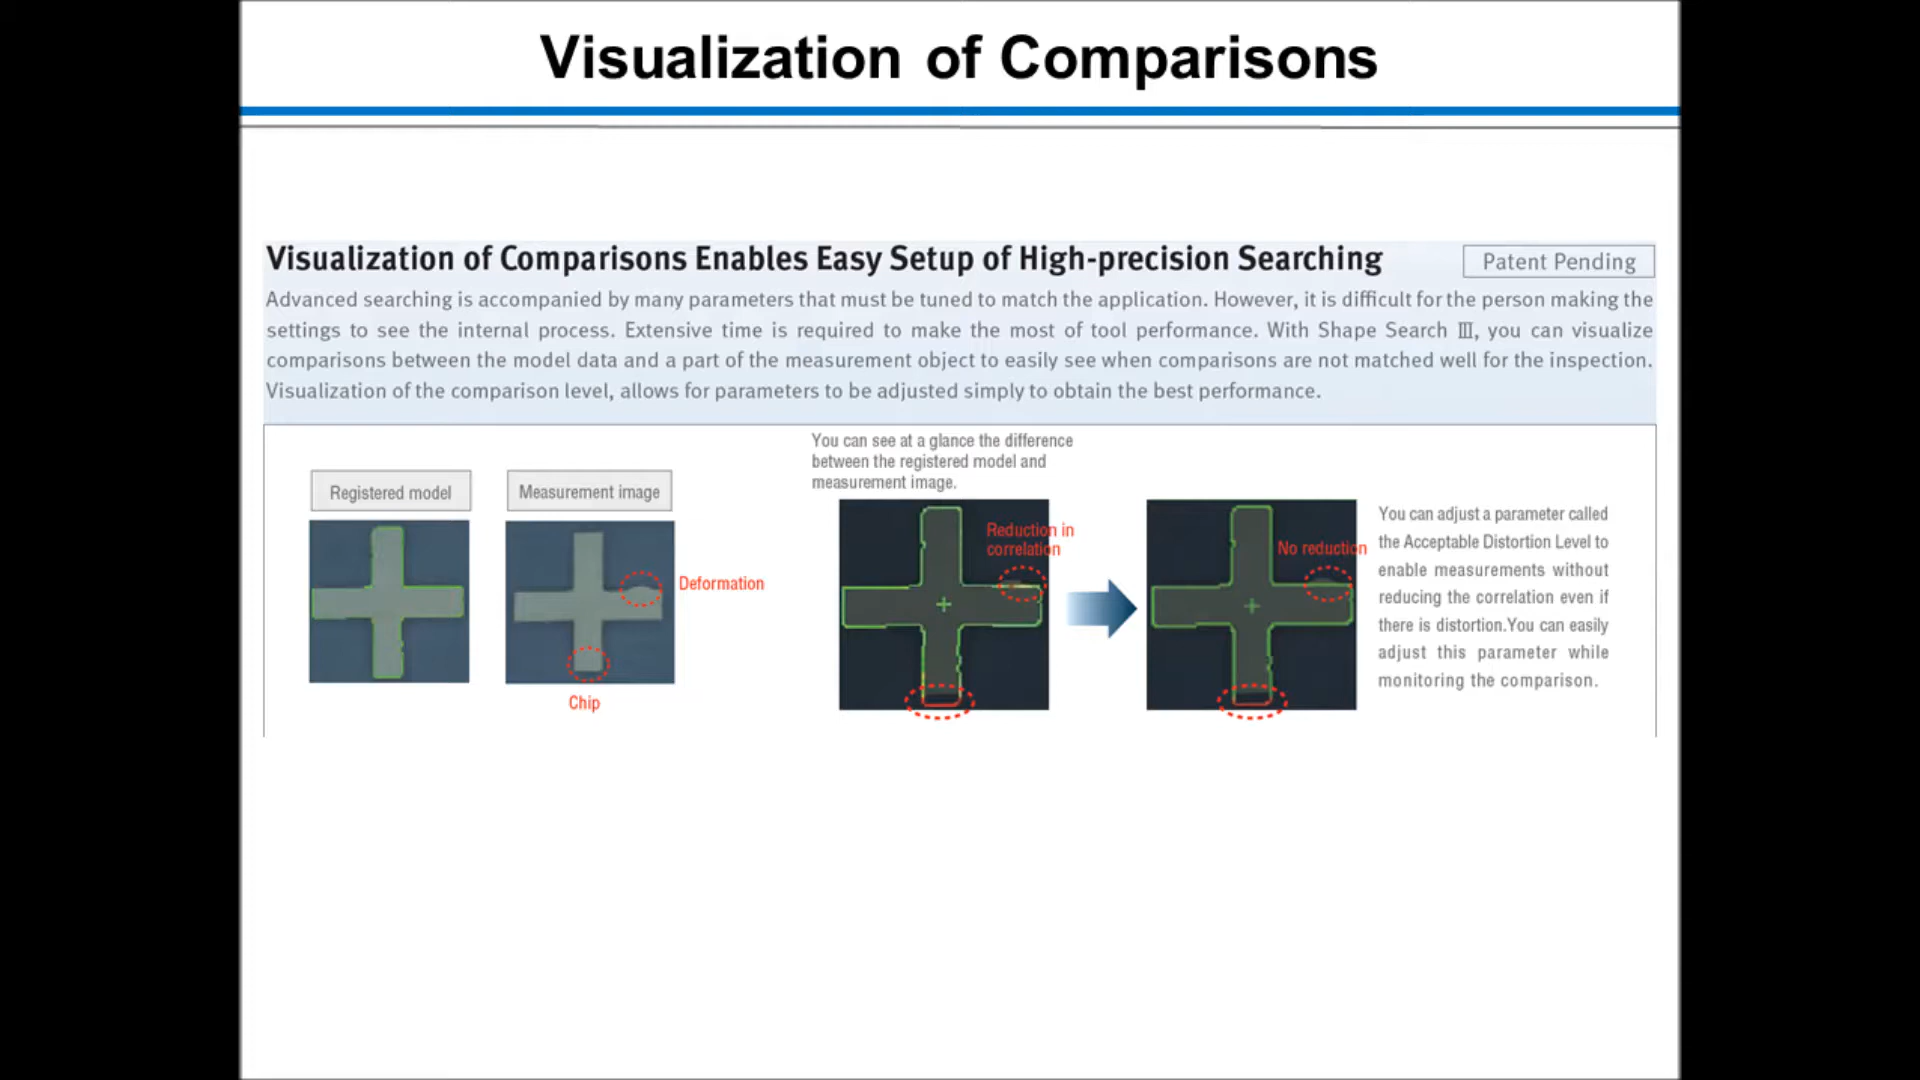 Visualization of Comparisons
Visualization of Comparisons Enables Easy Setup of High-precision Searching
Patent Pending
Advanced searching is accompanied by many parameters that must be tuned to match the application. However, it is difficult for the person making the
settings to see the internal process. Extensive time is required to make the most of tool performance. With Shape Search Ⅲ, you can visualize
comparisons between the model data and a part of the measurement object to easily see when comparisons are not matched well for the inspection.
Visualization of the comparison level, allows for parameters to be adjusted simply to obtain the best performance.
Registered model
Measurement image
Deformation
Chip
You can see at a glance the difference
between the registered model and
measurement image.
Reduction in
correlation
No reduction
You can adjust a parameter called
the Acceptable Distortion Level to
enable measurements without
reducing the correlation even if
there is distortion.You can easily
adjust this parameter while
monitoring the comparison.